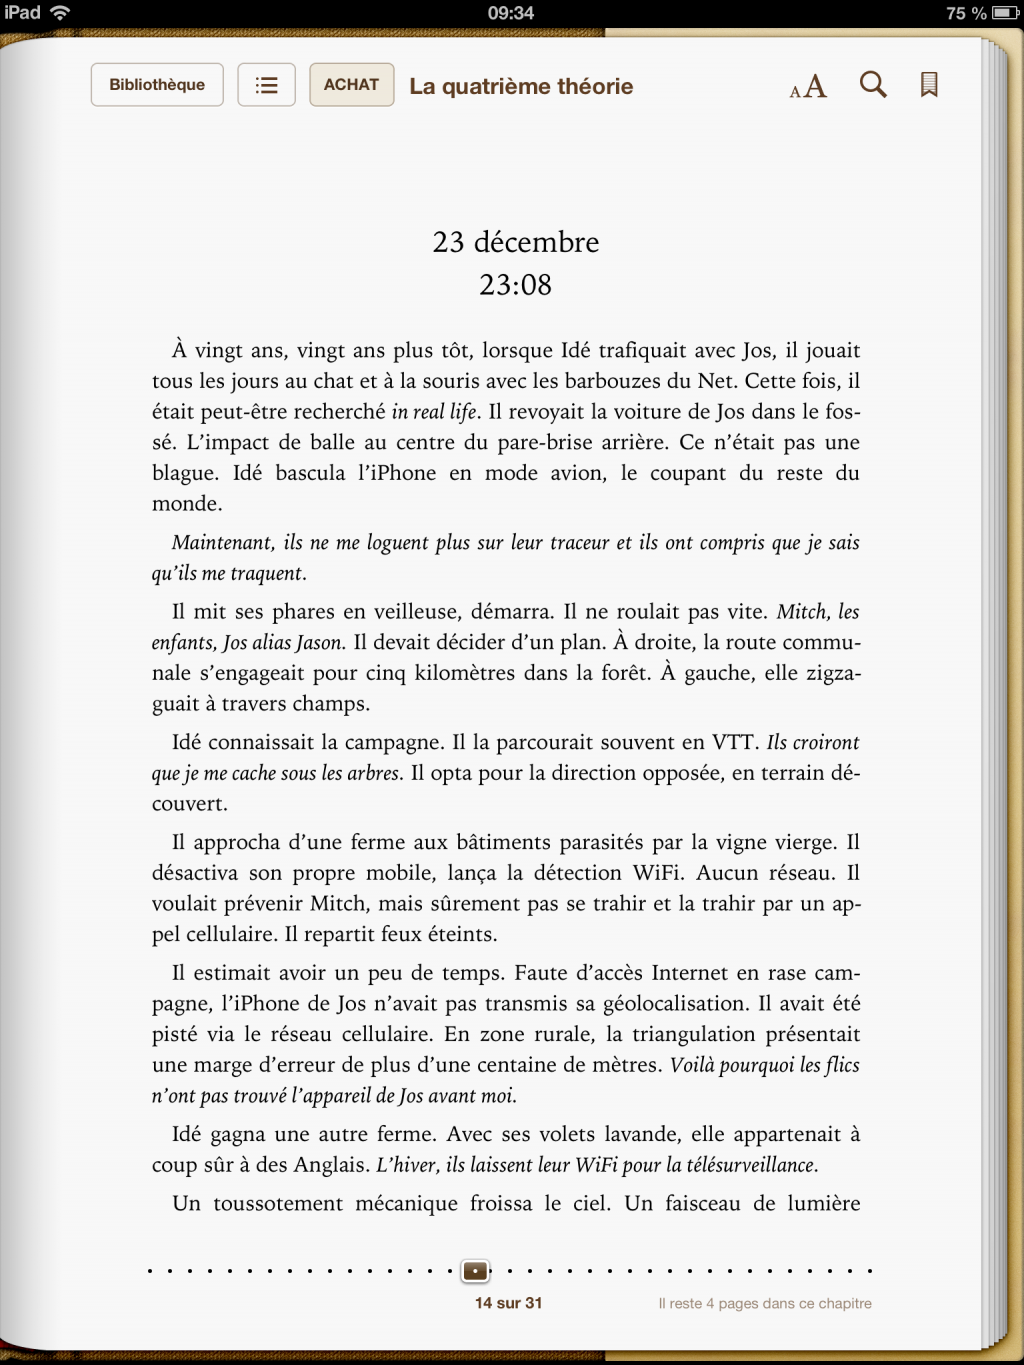 iPad 09:34 75 %
Bibliothèque ACHAT La quatrième théorie AA
23 décembre
23:08
À vingt ans, vingt ans plus tôt, lorsque Idé trafiquait avec Jos, il jouait
tous les jours au chat et à la souris avec les barbouzes du Net. Cette fois, il
était peut-être recherché in real life. Il revoyait la voiture de Jos dans le fos-
sé. L’impact de balle au centre du pare-brise arrière. Ce n’était pas une
blague. Idé bascula l’iPhone en mode avion, le coupant du reste du
monde.
Maintenant, ils ne me loguent plus sur leur traceur et ils ont compris que je sais
qu’ils me traquent.
Il mit ses phares en veilleuse, démarra. Il ne roulait pas vite. Mitch, les
enfants, Jos alias Jason. Il devait décider d’un plan. À droite, la route commu-
nale s’engageait pour cinq kilomètres dans la forêt. À gauche, elle zigza-
guait à travers champs.
Idé connaissait la campagne. Il la parcourait souvent en VTT. Ils croiront
que je me cache sous les arbres. Il opta pour la direction opposée, en terrain dé-
couvert.
Il approcha d’une ferme aux bâtiments parasités par la vigne vierge. Il
désactiva son propre mobile, lança la détection WiFi. Aucun réseau. Il
voulait prévenir Mitch, mais sûrement pas se trahir et la trahir par un ap-
pel cellulaire. Il repartit feux éteints.
Il estimait avoir un peu de temps. Faute d’accès Internet en rase cam-
pagne, l’iPhone de Jos n’avait pas transmis sa géolocalisation. Il avait été
pisté via le réseau cellulaire. En zone rurale, la triangulation présentait
une marge d’erreur de plus d’une centaine de mètres. Voilà pourquoi les flics
n’ont pas trouvé l’appareil de Jos avant moi.
Idé gagna une autre ferme. Avec ses volets lavande, elle appartenait à
coup sûr à des Anglais. L’hiver, ils laissent leur WiFi pour la télésurveillance.
Un toussotement mécanique froissa le ciel. Un faisceau de lumière
14 sur 31 Il reste 4 pages dans ce chapitre